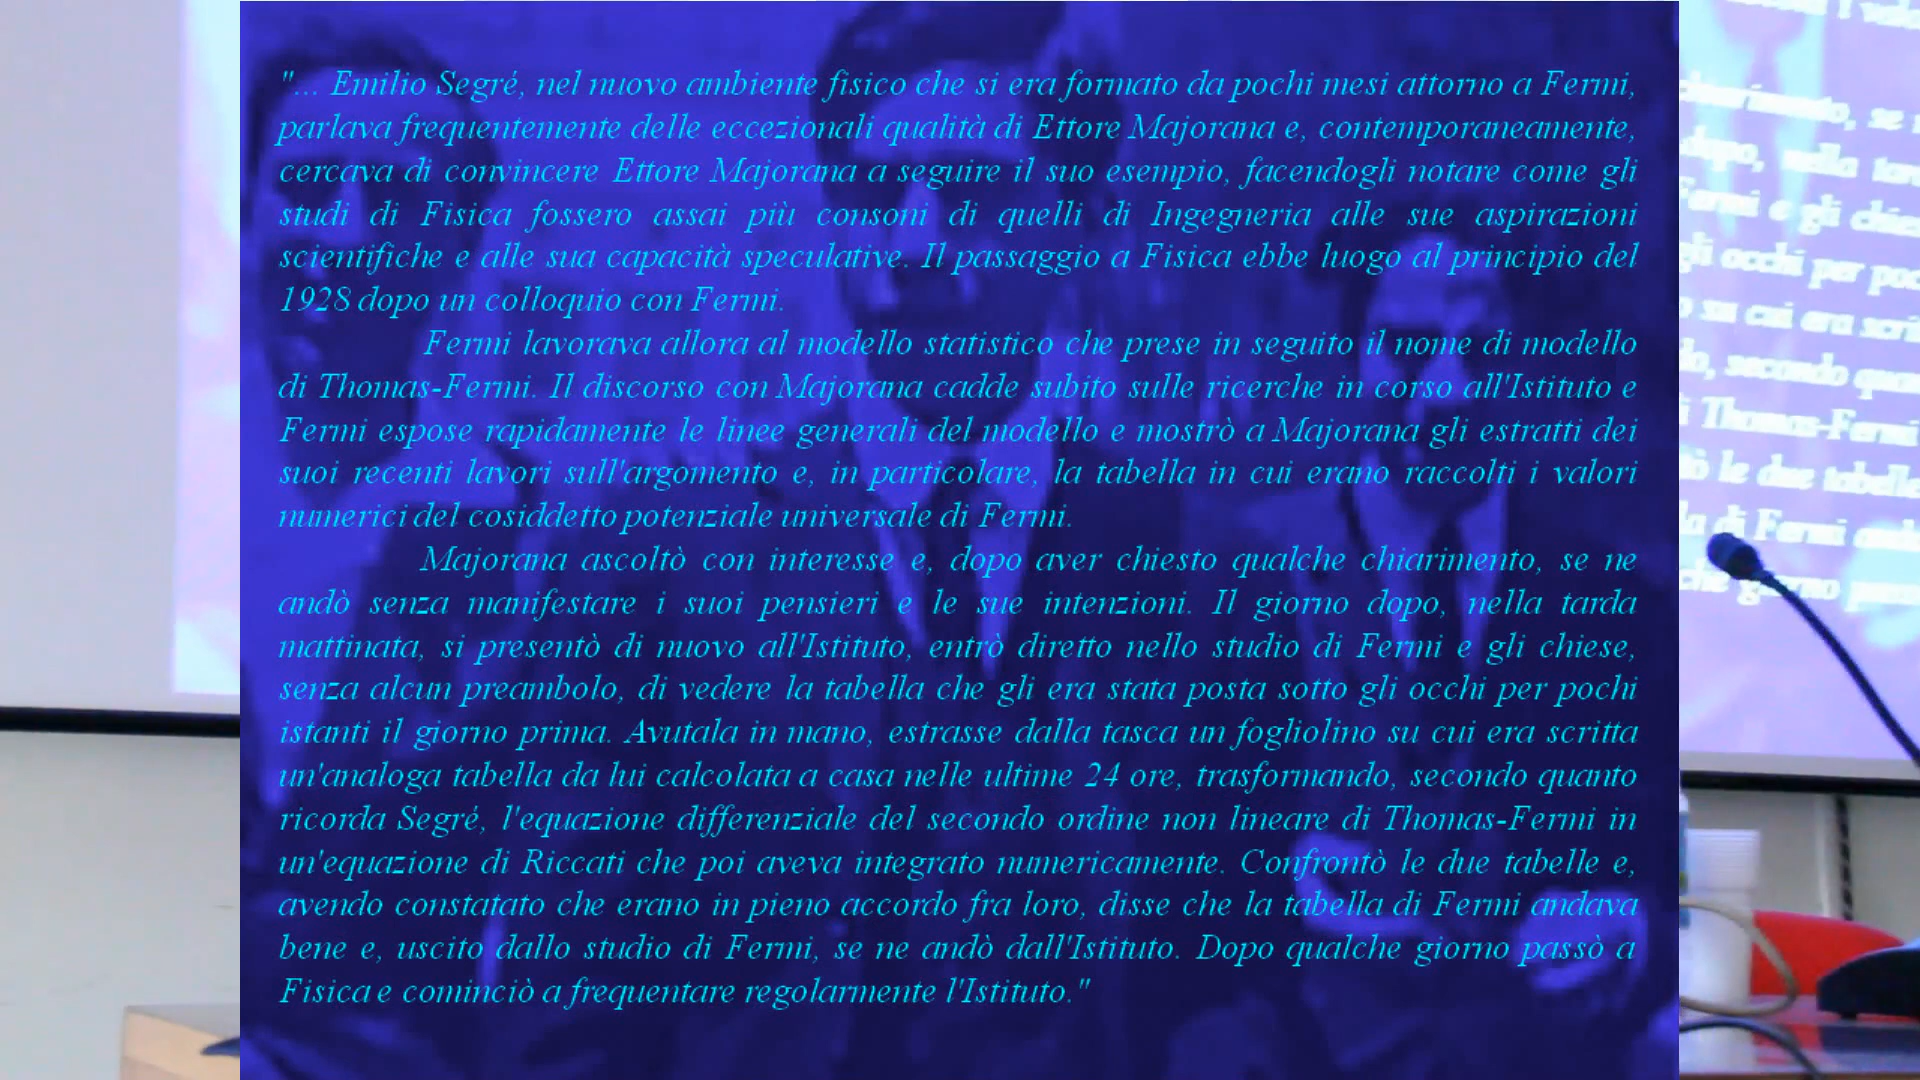 "... Emilio Segré, nel nuovo ambiente fisico che si era formato da pochi mesi attorno a Fermi,
parlava frequentemente delle eccezionali qualità di Ettore Majorana e, contemporaneamente,
cercava di convincere Ettore Majorana a seguire il suo esempio, facendogli notare come gli
studi di Fisica fossero assai più consoni di quelli di Ingegneria alle sue aspirazioni
scientifiche e alle sua capacità speculative. Il passaggio a Fisica ebbe luogo al principio del
1928 dopo un colloquio con Fermi.
Fermi lavorava allora al modello statistico che prese in seguito il nome di modello
di Thomas-Fermi. Il discorso con Majorana cadde subito sulle ricerche in corso all'Istituto e
Fermi espose rapidamente le linee generali del modello e mostrò a Majorana gli estratti dei
suoi recenti lavori sull'argomento e, in particolare, la tabella in cui erano raccolti i valori
numerici del cosiddetto potenziale universale di Fermi.
Majorana ascoltò con interesse e, dopo aver chiesto qualche chiarimento, se ne
andò senza manifestare i suoi pensieri e le sue intenzioni. Il giorno dopo, nella tarda
mattinata, si presentò di nuovo all'Istituto, entrò diretto nello studio di Fermi e gli chiese,
senza alcun preambolo, di vedere la tabella che gli era stata posta sotto gli occhi per pochi
istanti il giorno prima. Avutala in mano, estrasse dalla tasca un fogliolino su cui era scritta
un'analoga tabella da lui calcolata a casa nelle ultime 24 ore, trasformando, secondo quanto
ricorda Segré, l'equazione differenziale del secondo ordine non lineare di Thomas-Fermi in
un'equazione di Riccati che poi aveva integrato numericamente. Confrontò le due tabelle e,
avendo constatato che erano in pieno accordo fra loro, disse che la tabella di Fermi andava
bene e, uscito dallo studio di Fermi, se ne andò dall'Istituto. Dopo qualche giorno passò a
Fisica e cominciò a frequentare regolarmente l'Istituto."